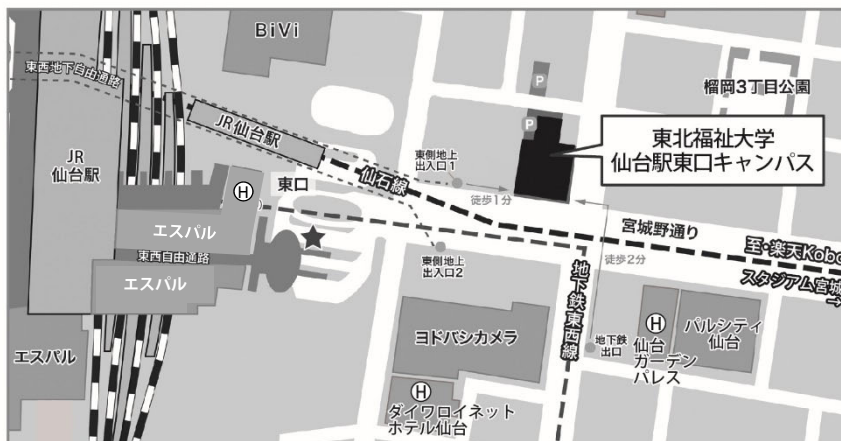 BiVi
東西地下自由通路
JR仙台駅
榴岡3丁目公園
P
P
東北福祉大学
仙台駅東口キャンパス
JR
仙台駅
H
東口
仙石線
東側地上
出入口1
徒歩1分
宮城野通り
至・楽天Kobo
スタジアム宮城
エスパル
東西自由通路
エスパル
東側地上
出入口2
徒歩2分
地下鉄東西線
エスパル
ヨドバシカメラ
地下鉄
出口
H
仙台
ガーデン
パレス
パルシティ
仙台
H
ダイワロイネット
ホテル仙台